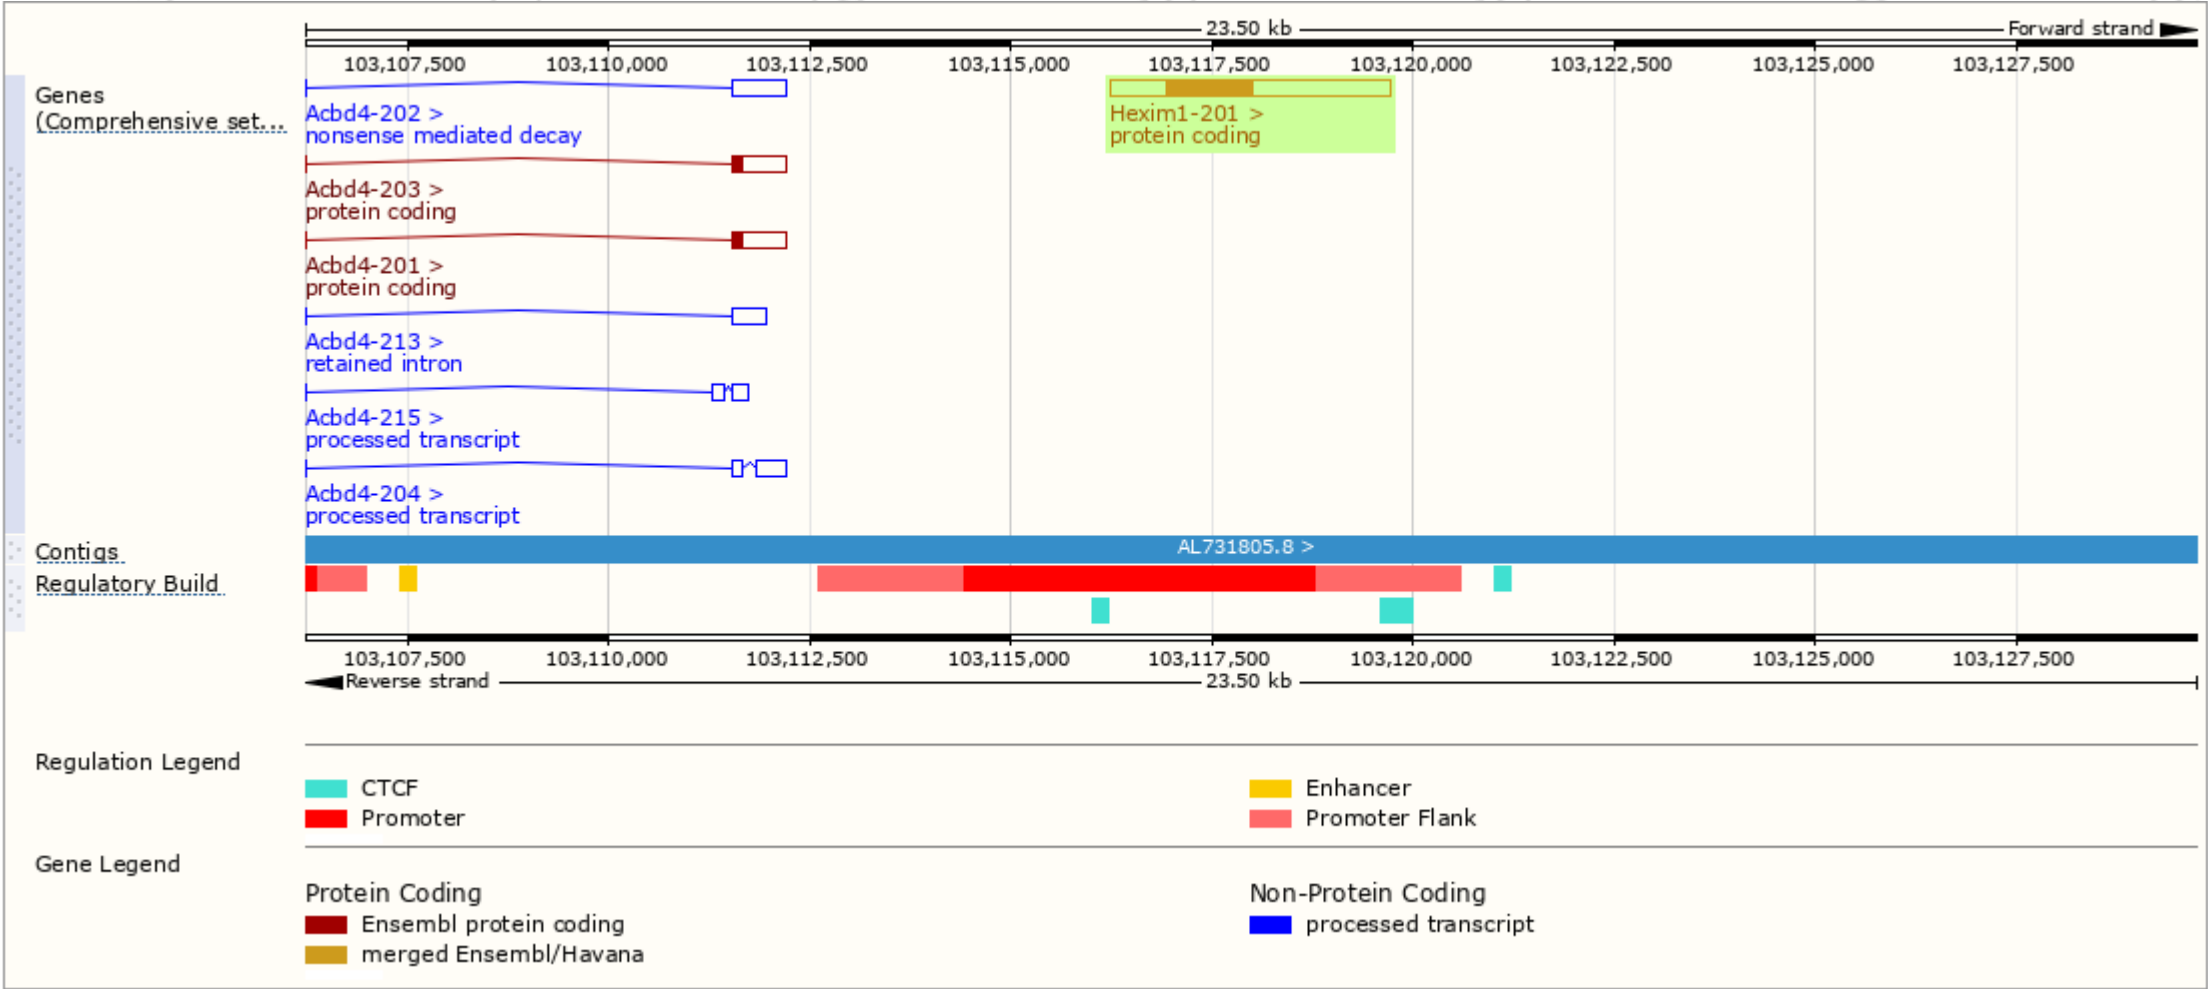 23.50 kb Forward strand
103,107,500 103,110,000 103,112,500 103,115,000 103,117,500 103,120,000 103,122,500 103,125,000 103,127,500
Genes
(Comprehensive set...
Acbd4-202 >
nonsense mediated decay
Hexim1-201 >
protein coding
Acbd4-203 >
protein coding
Acbd4-201 >
protein coding
Acbd4-213 >
retained intron
Acbd4-215 >
processed transcript
Acbd4-204 >
processed transcript
Contigs
AL731805.8 >
Regulatory Build
103,107,500 103,110,000 103,112,500 103,115,000 103,117,500 103,120,000 103,122,500 103,125,000 103,127,500
Reverse strand 23.50 kb
Regulation Legend
CTCF Enhancer
Promoter Promoter Flank
Gene Legend
Protein Coding Non-Protein Coding
Ensembl protein coding processed transcript
merged Ensembl/Havana